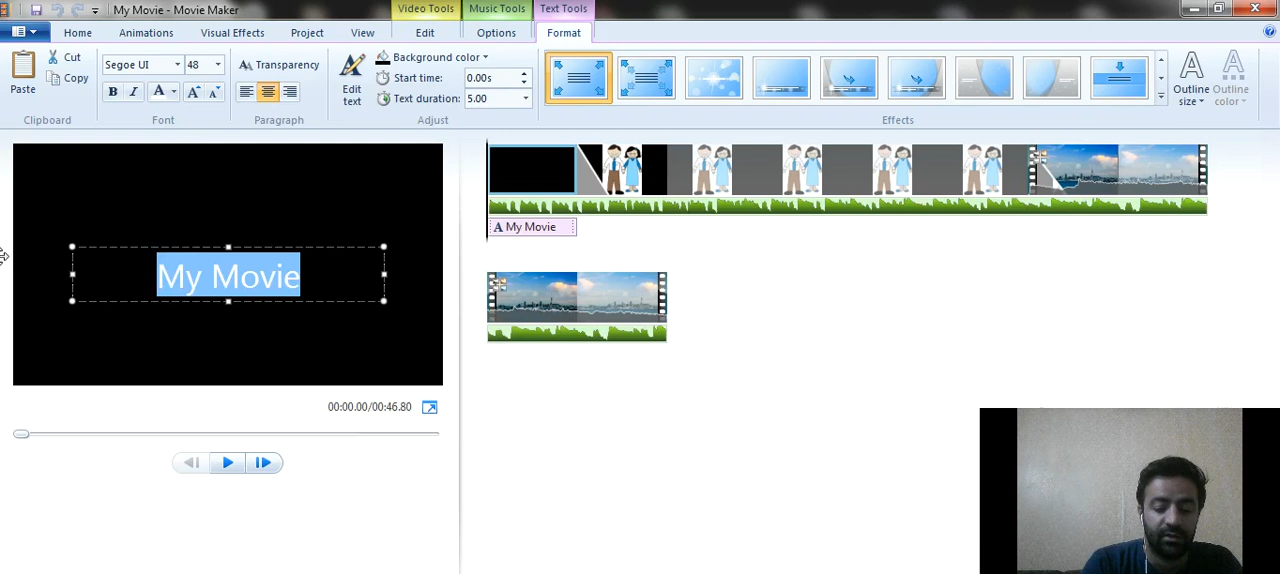 My Movie - Movie Maker
Video Tools
Music Tools
Text Tools
Home
Animations
Visual Effects
Project
View
Edit
Options
Format
Paste
Cut
Copy
Clipboard
Segoe UI
48
B
I
A
A
A
Font
Transparency
Paragraph
Edit text
Background color
Start time: 0.00s
Text duration: 5.00
Adjust
Effects
Outline size
Outline color
My Movie
00:00.00/00:46.80
A My Movie